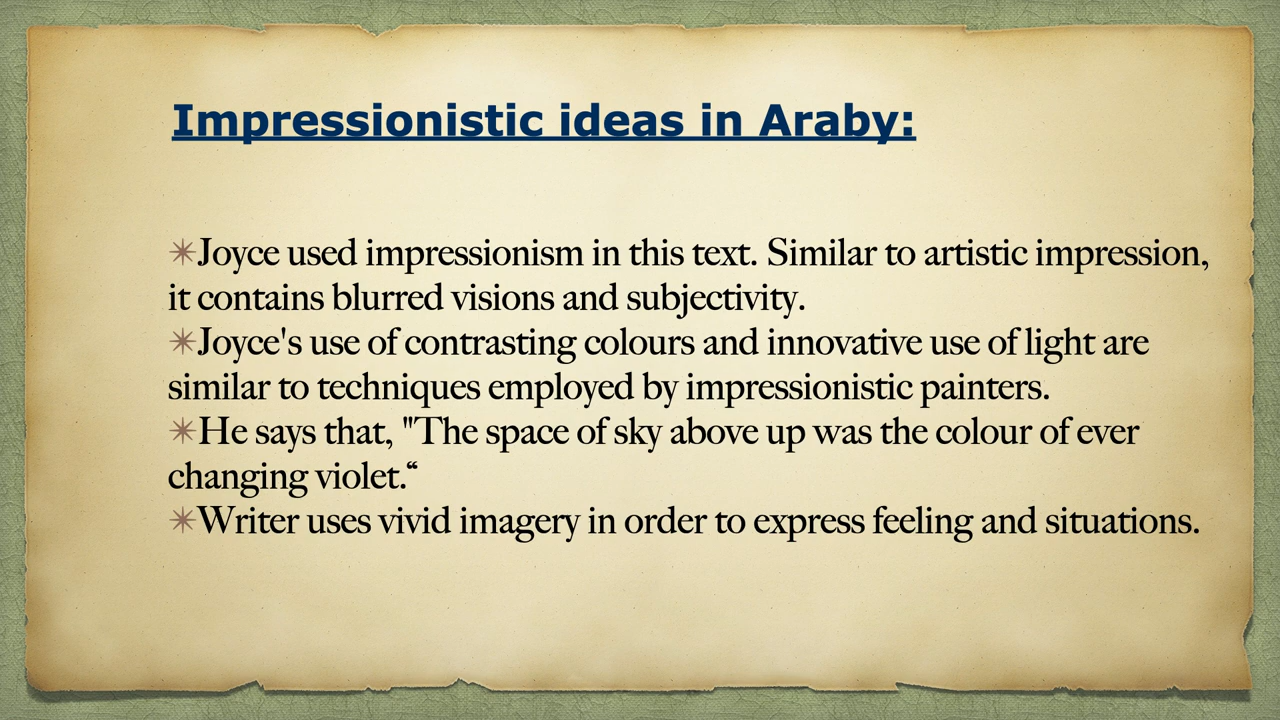 Impressionistic ideas in Araby:
✴Joyce used impressionism in this text. Similar to artistic impression,
it contains blurred visions and subjectivity.
✴Joyce's use of contrasting colours and innovative use of light are
similar to techniques employed by impressionistic painters.
✴He says that, "The space of sky above up was the colour of ever
changing violet.“
✴Writer uses vivid imagery in order to express feeling and situations.